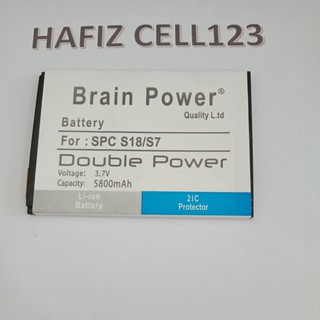 HAFIZ CELL123
Brain Power®
Quality L.td
Battery
For : SPC S18/S7
Double Power
Voltage: 3.7V
Capacity: 5800mAh
Li-ion
Battery
2IC
Protector